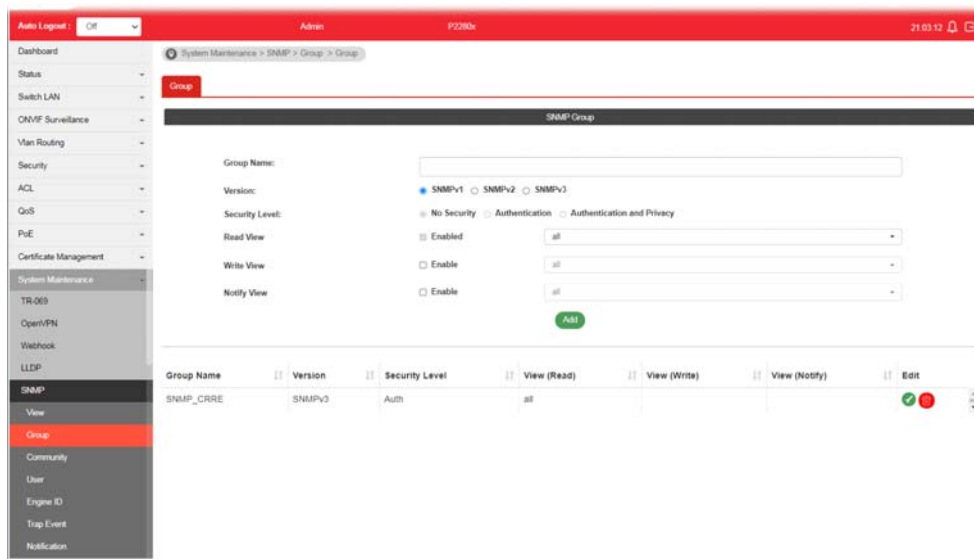 Auto Logout : Off Admin P2280x 21:03:12
Dashboard
Status
Switch LAN
ONVIF Surveillance
Vlan Routing
Security
ACL
QoS
PoE
Certificate Management
System Maintenance
TR-069
OpenVPN
Webhook
LLDP
SNMP
View
Group
Community
User
Engine ID
Trap Event
Notification
System Maintenance > SNMP > Group > Group
Group
SNMP Group
Group Name:
Version: SNMPv1 SNMPv2 SNMPv3
Security Level: No Security Authentication Authentication and Privacy
Read View Enabled all
Write View Enable all
Notify View Enable all
Add
Group Name Version Security Level View (Read) View (Write) View (Notify) Edit
SNMP_CRRE SNMPv3 Auth all